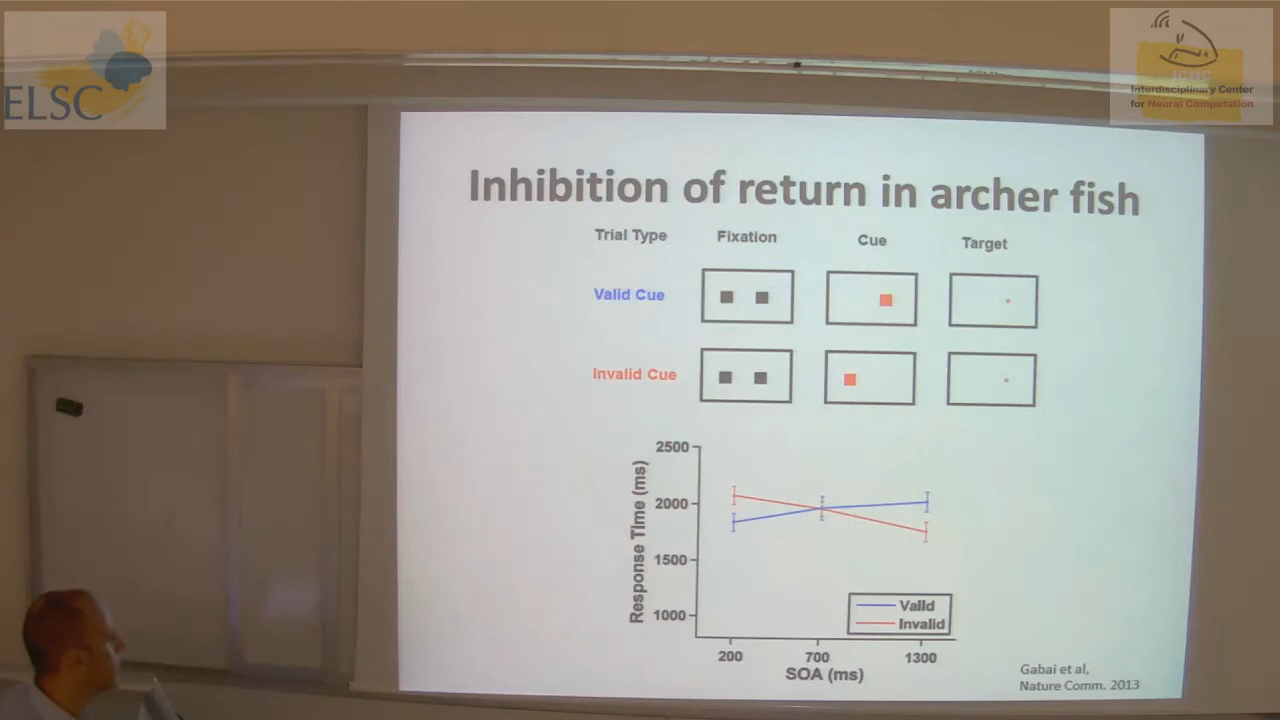 ELSC
ICNC
Interdisciplinary Center
for Neural Computation
Inhibition of return in archer fish
Trial Type Fixation Cue Target
Valid Cue
Invalid Cue
2500
2000
1500
1000
Response Time (ms)
Valid
Invalid
200 700 1300
SOA (ms)
Gabai et al,
Nature Comm. 2013